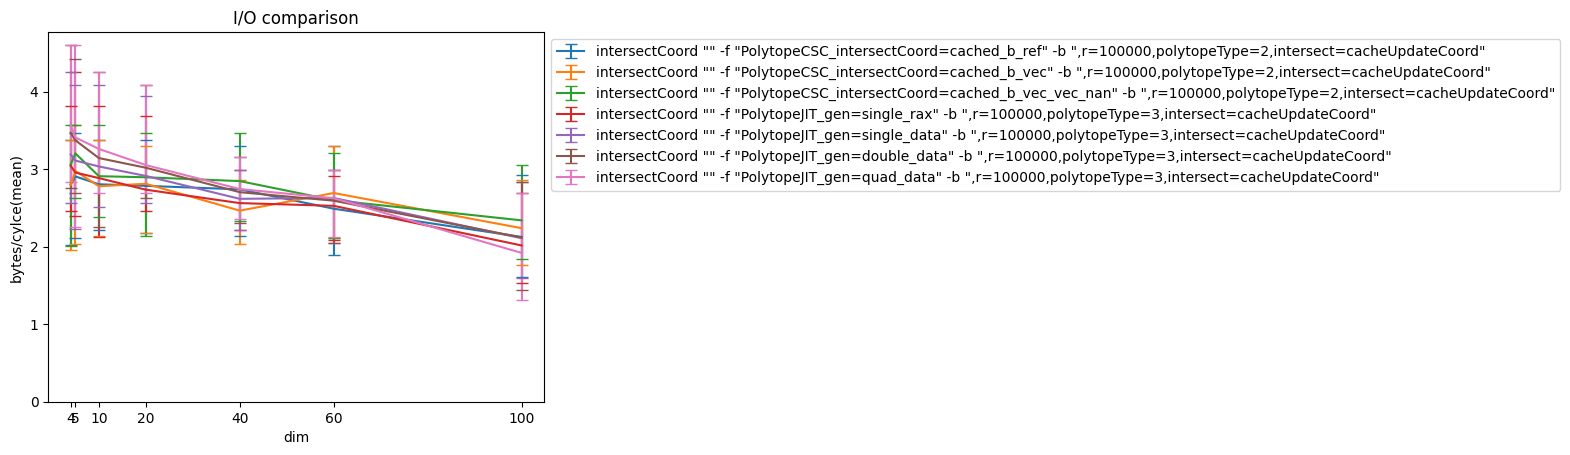 I/O comparison
bytes/cylce(mean)
4
3
2
1
0
4 5 10 20 40 60 100
dim
intersectCoord "" -f "PolytopeCSC_intersectCoord=cached_b_ref" -b ",r=100000,polytopeType=2,intersect=cacheUpdateCoord"
intersectCoord "" -f "PolytopeCSC_intersectCoord=cached_b_vec" -b ",r=100000,polytopeType=2,intersect=cacheUpdateCoord"
intersectCoord "" -f "PolytopeCSC_intersectCoord=cached_b_vec_vec_nan" -b ",r=100000,polytopeType=2,intersect=cacheUpdateCoord"
intersectCoord "" -f "PolytopeJIT_gen=single_rax" -b ",r=100000,polytopeType=3,intersect=cacheUpdateCoord"
intersectCoord "" -f "PolytopeJIT_gen=single_data" -b ",r=100000,polytopeType=3,intersect=cacheUpdateCoord"
intersectCoord "" -f "PolytopeJIT_gen=double_data" -b ",r=100000,polytopeType=3,intersect=cacheUpdateCoord"
intersectCoord "" -f "PolytopeJIT_gen=quad_data" -b ",r=100000,polytopeType=3,intersect=cacheUpdateCoord"